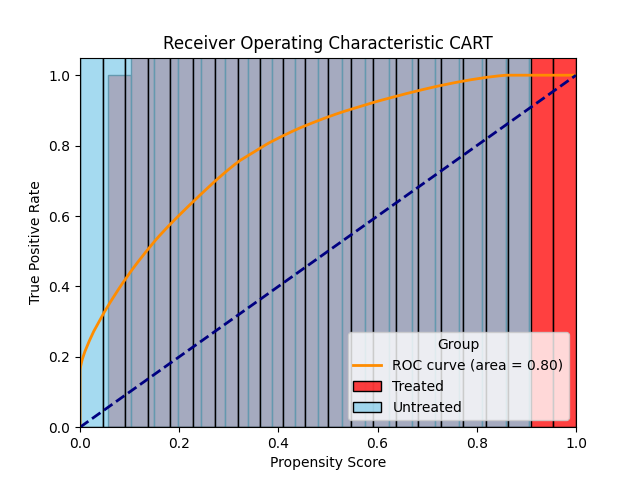 Receiver Operating Characteristic CART
True Positive Rate
1.0
0.8
0.6
0.4
0.2
0.0
Group
ROC curve (area = 0.80)
Treated
Untreated
0.0 0.2 0.4 0.6 0.8 1.0
Propensity Score